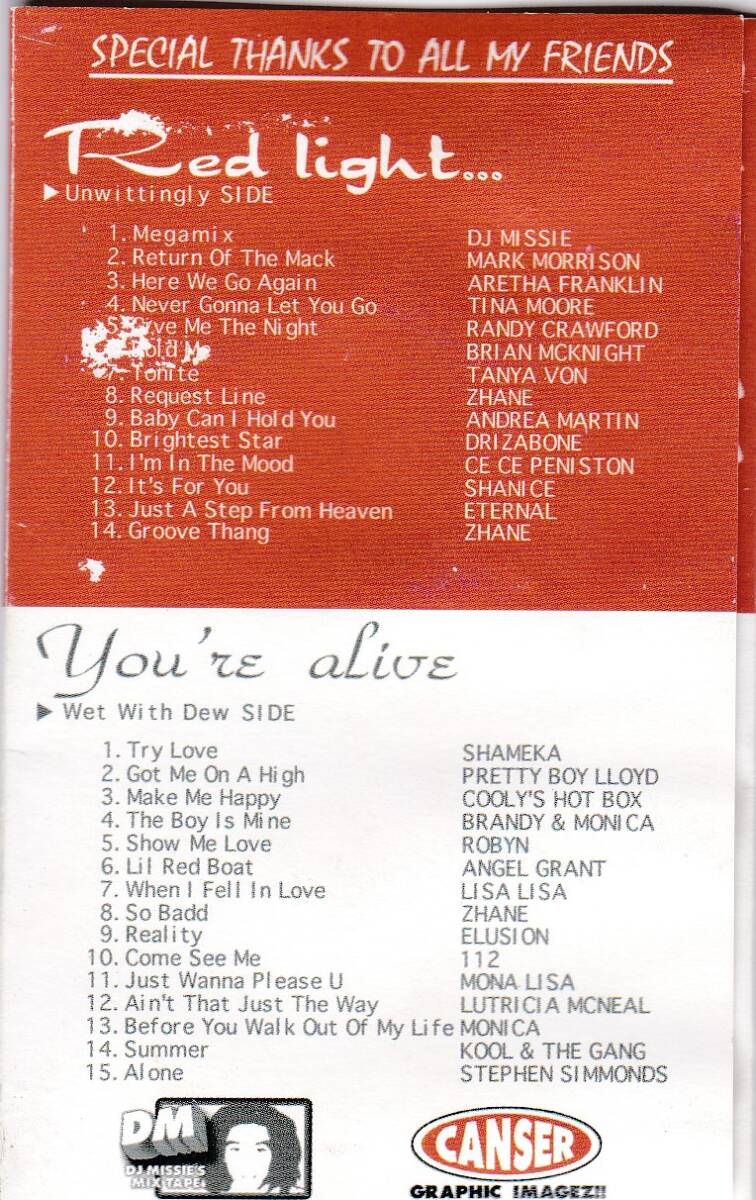 SPECIAL THANKS TO ALL MY FRIENDS
Red light...
▶ Unwittingly SIDE
1. Megamix DJ MISSIE
2. Return Of The Mack MARK MORRISON
3. Here We Go Again ARETHA FRANKLIN
4. Never Gonna Let You Go TINA MOORE
Me The Night RANDY CRAWFORD
BRIAN MCKNIGHT
7. Tonite TANYA VON
8. Request Line ZHANE
9. Baby Can I Hold You ANDREA MARTIN
10. Brightest Star DRIZABONE
11. I'm In The Mood CE CE PENISTON
12. It's For You SHANICE
13. Just A Step From Heaven ETERNAL
14. Groove Thang ZHANE
You're alive
▶ Wet With Dew SIDE
1. Try Love SHAMEKA
2. Got Me On A High PRETTY BOY LLOYD
3. Make Me Happy COOLY'S HOT BOX
4. The Boy Is Mine BRANDY & MONICA
5. Show Me Love ROBYN
6. Lil Red Boat ANGEL GRANT
7. When I Fell In Love LISA LISA
8. So Badd ZHANE
9. Reality ELUSION
10. Come See Me 112
11. Just Wanna Please U MONA LISA
12. Ain't That Just The Way LUTRICIA MCNEAL
13. Before You Walk Out Of My Life MONICA
14. Summer KOOL & THE GANG
15. Alone STEPHEN SIMMONDS
DM
DJ MISSIE'S
MIX TAPE
CANSER
GRAPHIC IMAGEZ!!